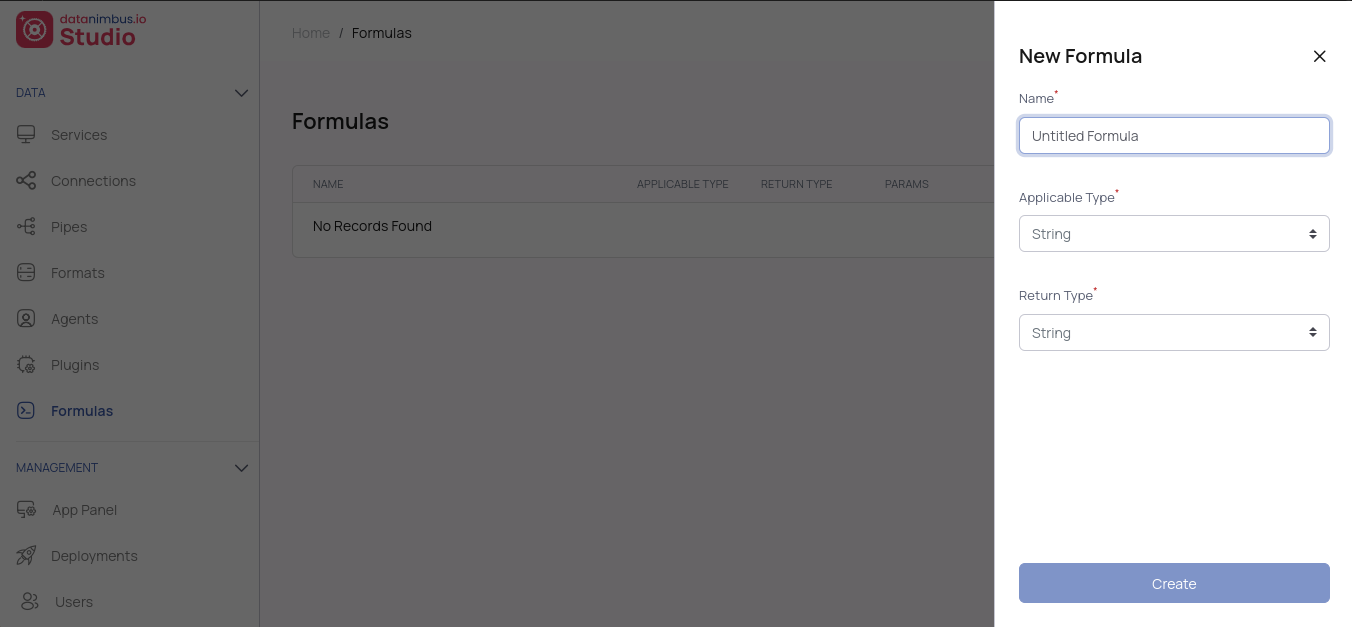 datanimbus.io
Studio
DATA
Services
Connections
Pipes
Formats
Agents
Plugins
Formulas
MANAGEMENT
App Panel
Deployments
Users
Home / Formulas
Formulas
NAME APPLICABLE TYPE RETURN TYPE PARAMS
No Records Found
New Formula
Name*
Untitled Formula
Applicable Type*
String
Return Type*
String
Create